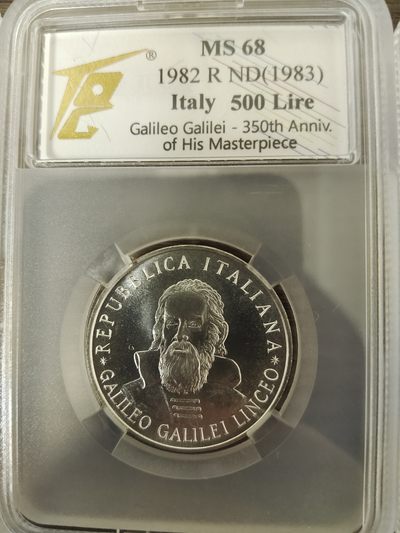 ®
MS 68
1982 R ND(1983)
Italy 500 Lire
Galileo Galilei - 350th Anniv.
of His Masterpiece
*REPUBBLICA ITALIANA*
GALILEO GALILEI LINCEO